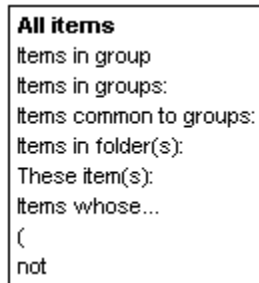 All items
Items in group
Items in groups:
Items common to groups:
Items in folder(s):
These item(s):
Items whose...
(
not